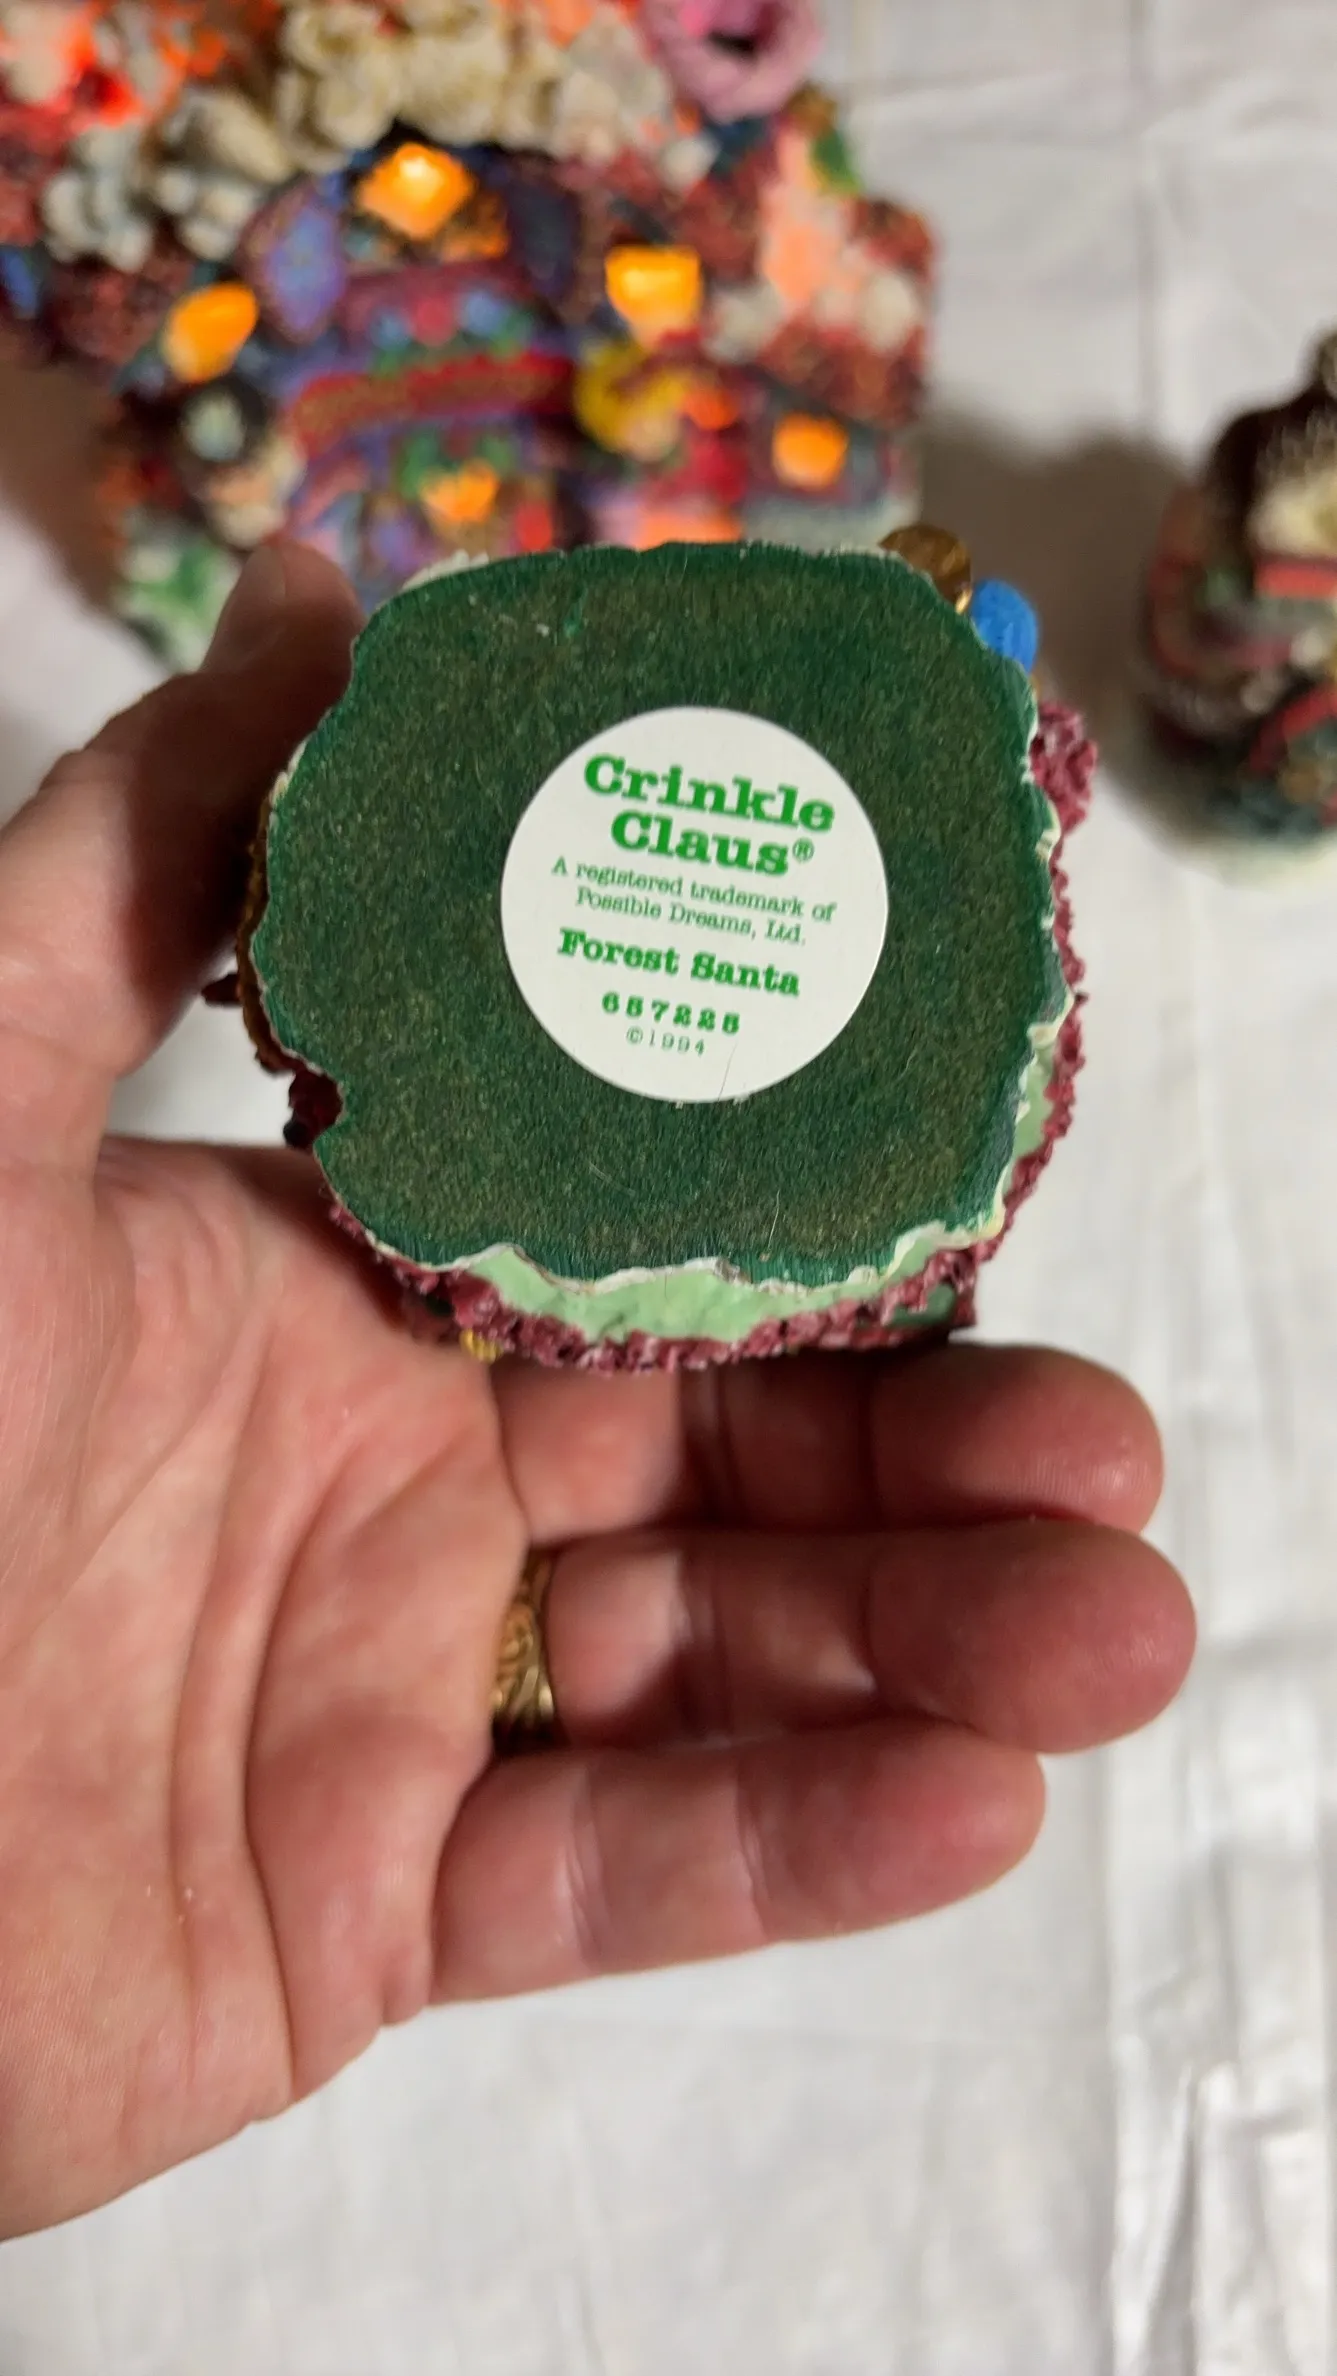 Crinkle
Claus®
A registered trademark of
Possible Dreams, Ltd.
Forest Santa
657225
©1994